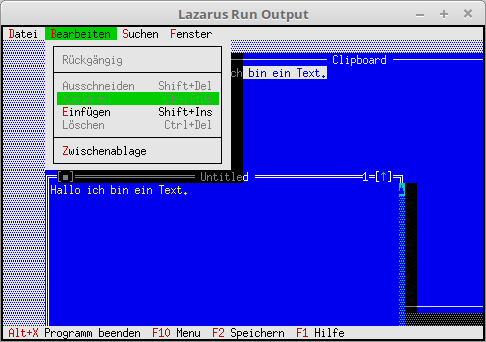 Lazarus Run Output
Datei Bearbeiten Suchen Fenster
Clipboard
Rückgängig
ch bin ein Text.
Ausschneiden Shift+Del
Einfügen Shift+Ins
Löschen Ctrl+Del
Zwischenablage
Untitled 1=[↑]
Hallo ich bin ein Text.
Alt+X Programm beenden F10 Menu F2 Speichern F1 Hilfe